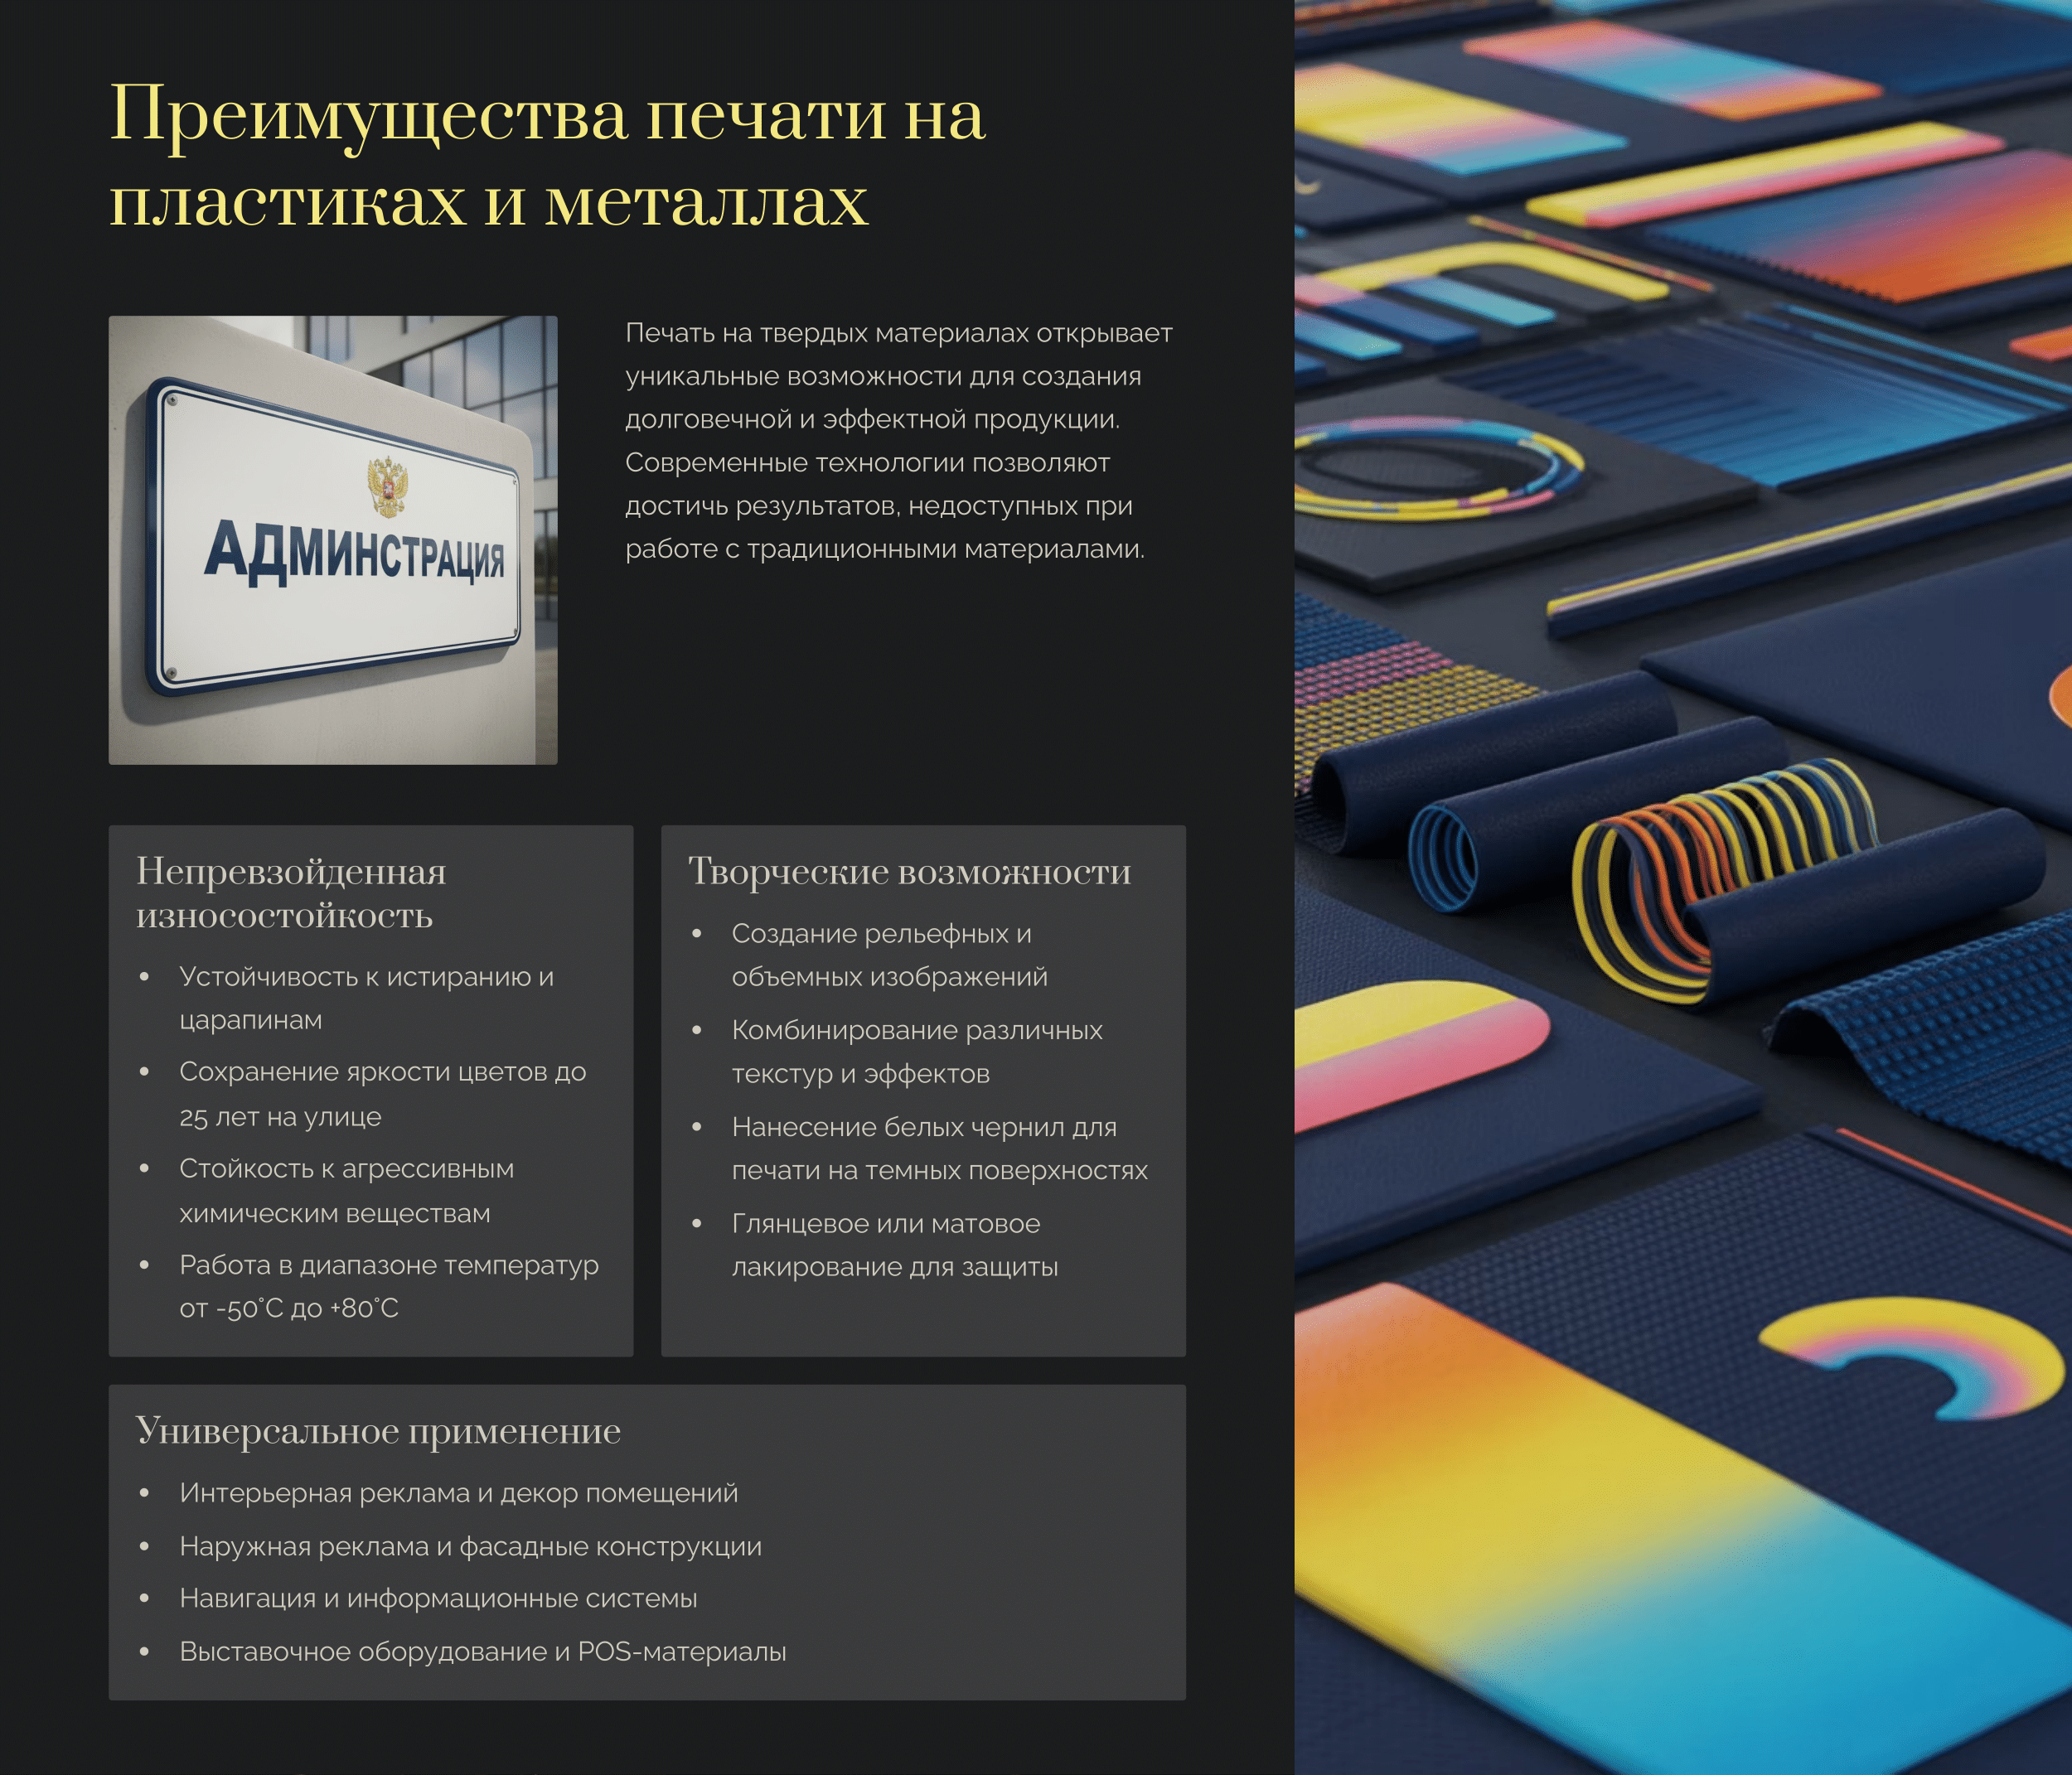 Преимущества печати на
пластиках и металлах
АДМИНСТРАЦИЯ
Печать на твердых материалах открывает
уникальные возможности для создания
долговечной и эффектной продукции.
Современные технологии позволяют
достичь результатов, недоступных при
работе с традиционными материалами.
Непревзойденная
износостойкость
• Устойчивость к истиранию и
царапинам
• Сохранение яркости цветов до
25 лет на улице
• Стойкость к агрессивным
химическим веществам
• Работа в диапазоне температур
от -50°C до +80°C
Творческие возможности
• Создание рельефных и
объемных изображений
• Комбинирование различных
текстур и эффектов
• Нанесение белых чернил для
печати на темных поверхностях
• Глянцевое или матовое
лакирование для защиты
Универсальное применение
• Интерьерная реклама и декор помещений
• Наружная реклама и фасадные конструкции
• Навигация и информационные системы
• Выставочное оборудование и POS-материалы